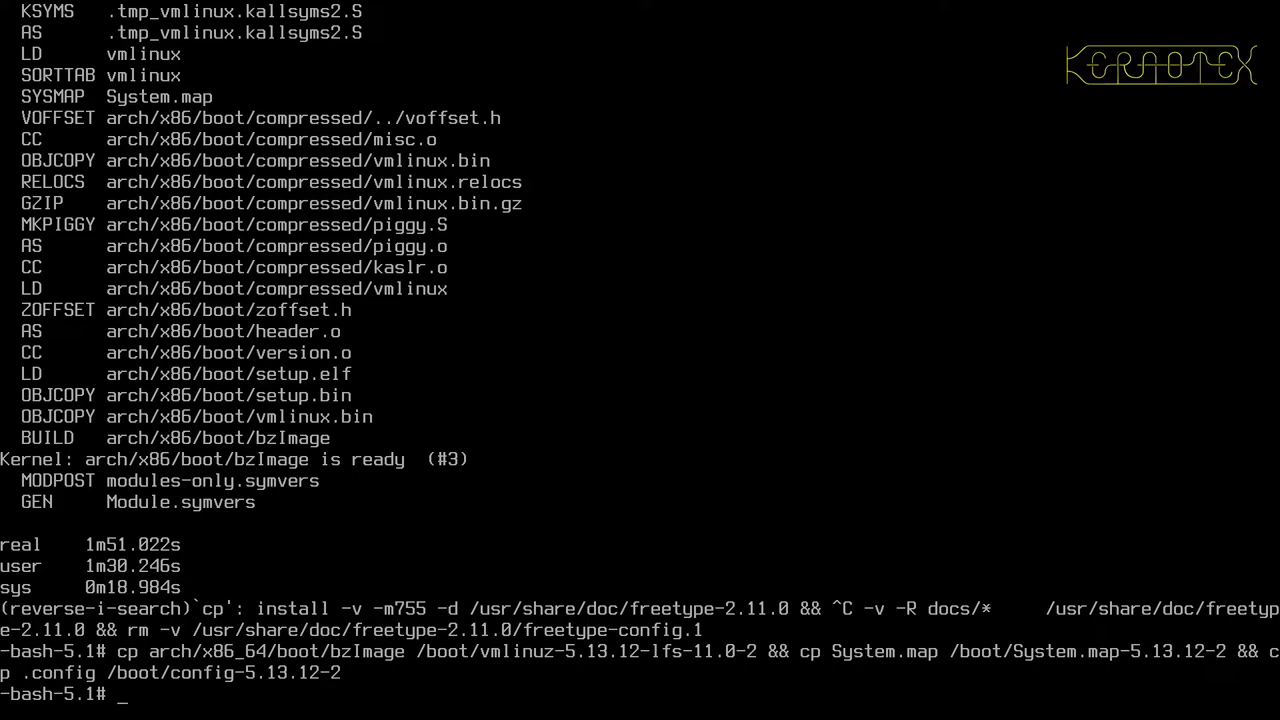 KSYMS   .tmp_vmlinux.kallsyms2.S
AS      .tmp_vmlinux.kallsyms2.S
LD      vmlinux
SORTTAB vmlinux
SYSMAP  System.map
VOFFSET arch/x86/boot/compressed/../voffset.h
CC      arch/x86/boot/compressed/misc.o
OBJCOPY arch/x86/boot/compressed/vmlinux.bin
RELOCS  arch/x86/boot/compressed/vmlinux.relocs
GZIP    arch/x86/boot/compressed/vmlinux.bin.gz
MKPIGGY arch/x86/boot/compressed/piggy.S
AS      arch/x86/boot/compressed/piggy.o
CC      arch/x86/boot/compressed/kaslr.o
LD      arch/x86/boot/compressed/vmlinux
ZOFFSET arch/x86/boot/zoffset.h
AS      arch/x86/boot/header.o
CC      arch/x86/boot/version.o
LD      arch/x86/boot/setup.elf
OBJCOPY arch/x86/boot/setup.bin
OBJCOPY arch/x86/boot/vmlinux.bin
BUILD   arch/x86/boot/bzImage
Kernel: arch/x86/boot/bzImage is ready  (#3)
MODPOST modules-only.symvers
GEN     Module.symvers
real    1m51.022s
user    1m30.246s
sys     0m18.984s
(reverse-i-search)`cp': install -v -m755 -d /usr/share/doc/freetype-2.11.0 && ^C -v -R docs/*     /usr/share/doc/freetyp
e-2.11.0 && rm -v /usr/share/doc/freetype-2.11.0/freetype-config.1
-bash-5.1# cp arch/x86_64/boot/bzImage /boot/vmlinuz-5.13.12-lfs-11.0-2 && cp System.map /boot/System.map-5.13.12-2 && c
p .config /boot/config-5.13.12-2
-bash-5.1# _